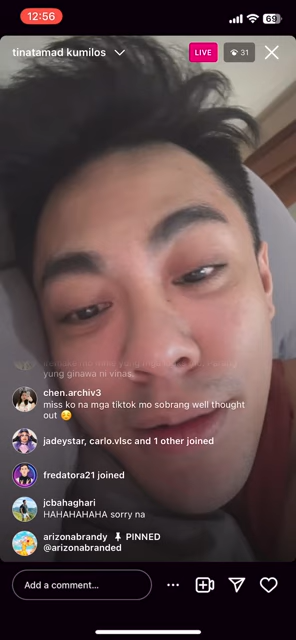 12:56
69
tinatamad kumilos
LIVE
31
yung ginawa ni vinas
chen.archiv3
miss ko na mga tiktok mo sobrang well thought
out 😔
jadeystar, carlo.vlsc and 1 other joined
fredatora21 joined
jcbahaghari
HAHAHAHAHA sorry na
arizonabrandy 📌 PINNED
@arizonabranded
Add a comment...